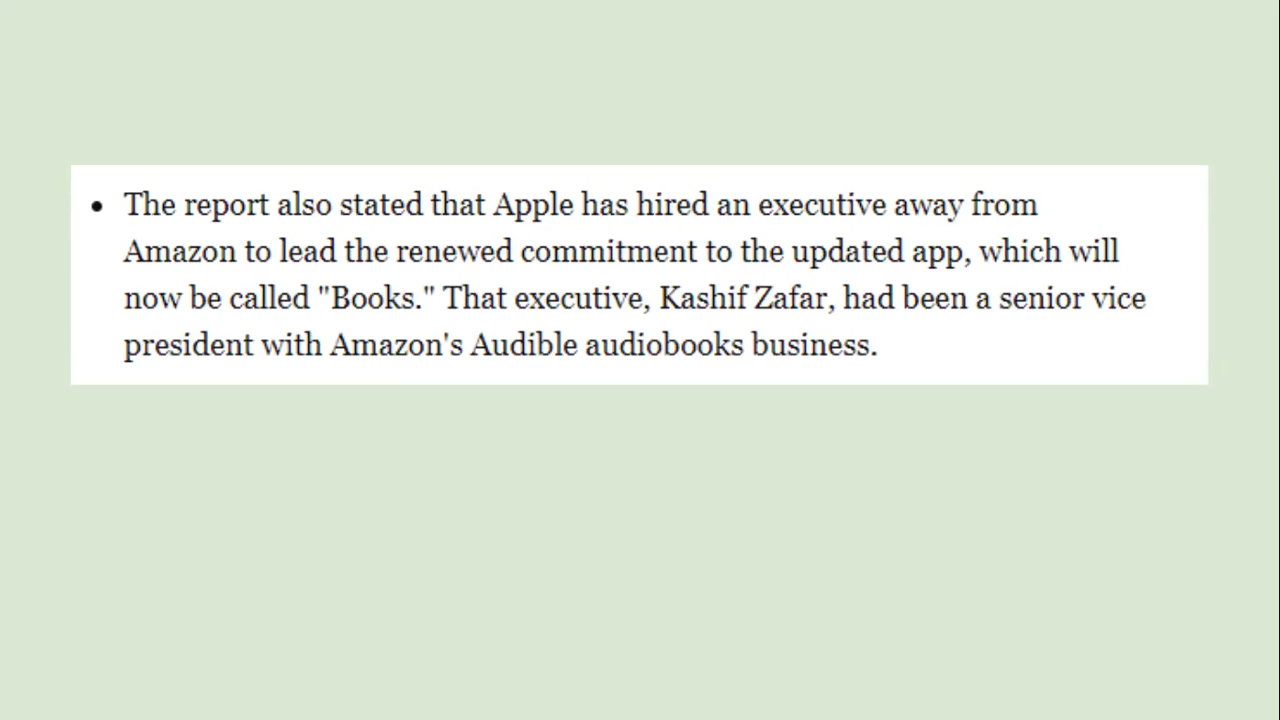 • The report also stated that Apple has hired an executive away from
Amazon to lead the renewed commitment to the updated app, which will
now be called "Books." That executive, Kashif Zafar, had been a senior vice
president with Amazon's Audible audiobooks business.